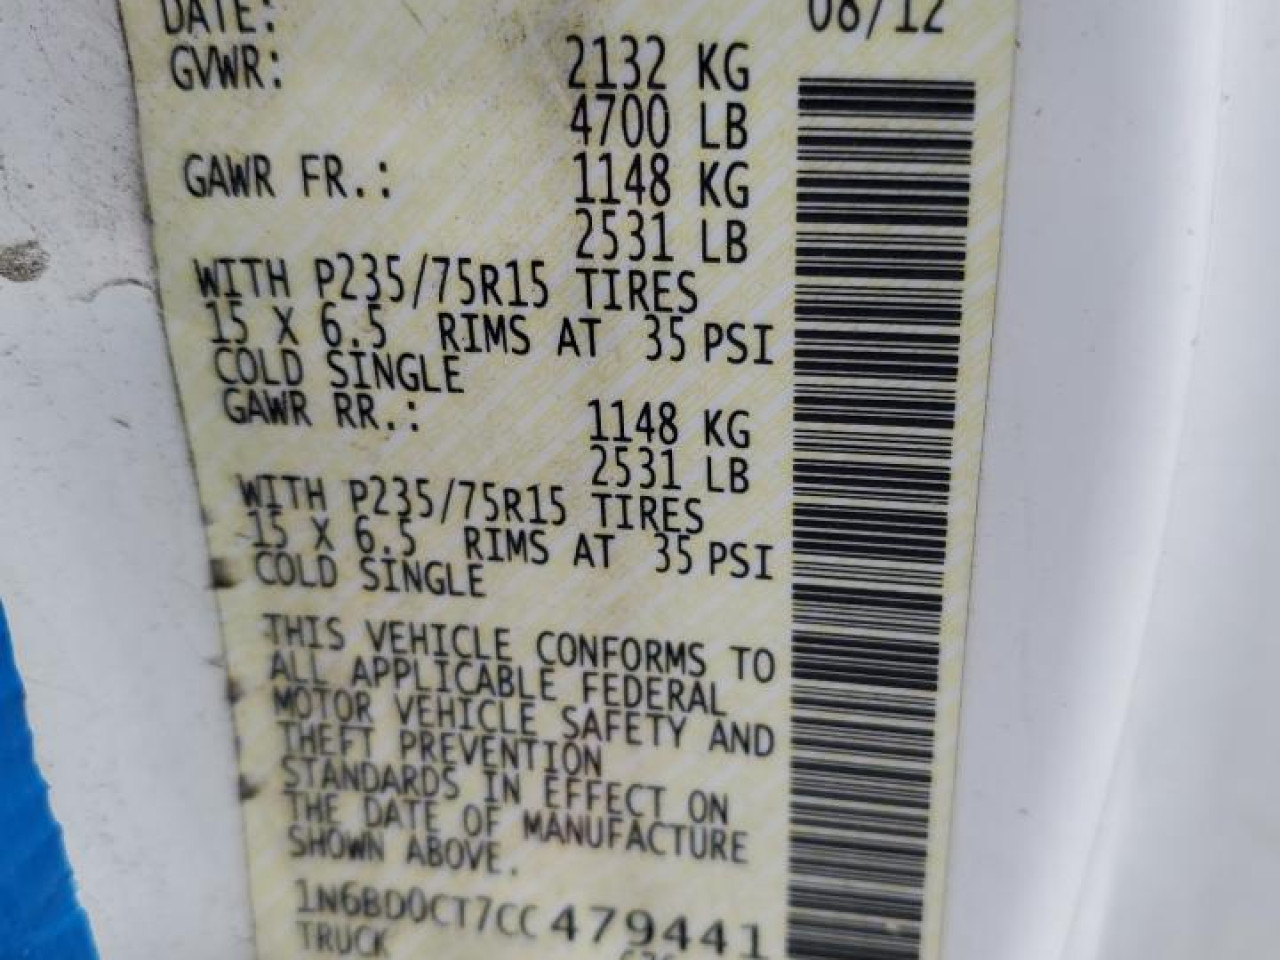 DATE: 08/12
GVWR: 2132 KG
4700 LB
GAWR FR.: 1148 KG
2531 LB
WITH P235/75R15 TIRES
15 X 6.5 RIMS AT 35 PSI
COLD SINGLE
GAWR RR.: 1148 KG
2531 LB
WITH P235/75R15 TIRES
15 X 6.5 RIMS AT 35 PSI
COLD SINGLE
THIS VEHICLE CONFORMS TO
ALL APPLICABLE FEDERAL
MOTOR VEHICLE SAFETY AND
THEFT PREVENTION
STANDARDS IN EFFECT ON
THE DATE OF MANUFACTURE
SHOWN ABOVE.
1N6BD0CT7CC479441
TRUCK